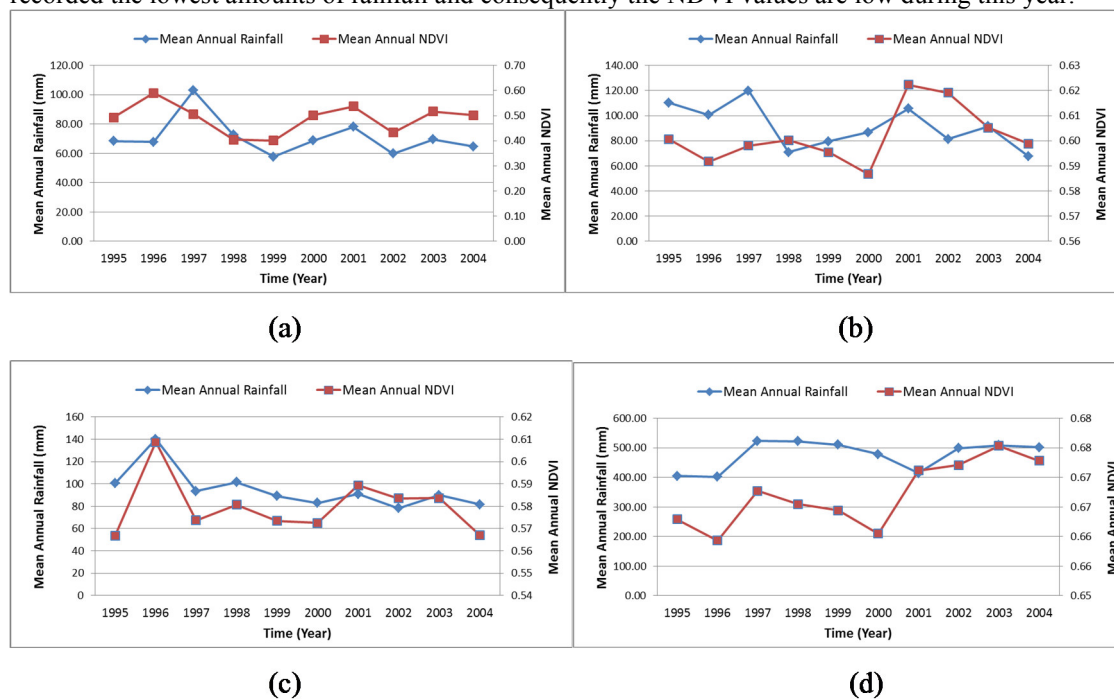 recorded the lowest amounts of rainfall and consequently the NDVI values are low during this year.
Mean Annual Rainfall Mean Annual NDVI
Mean Annual Rainfall (mm)
120.00
100.00
80.00
60.00
40.00
20.00
0.00
0.70
0.60
0.50
0.40
0.30
0.20
0.10
0.00
Mean Annual NDVI
1995 1996 1997 1998 1999 2000 2001 2002 2003 2004
Time (Year)
(a)
Mean Annual Rainfall Mean Annual NDVI
Mean Annual Rainfall (mm)
140.00
120.00
100.00
80.00
60.00
40.00
20.00
0.00
0.63
0.62
0.61
0.60
0.59
0.58
0.57
0.56
Mean Annual NDVI
1995 1996 1997 1998 1999 2000 2001 2002 2003 2004
Time (Year)
(b)
Mean Annual Rainfall Mean Annual NDVI
Mean Annual Rainfall (mm)
160
140
120
100
80
60
40
20
0
0.62
0.61
0.6
0.59
0.58
0.57
0.56
0.55
0.54
Mean Annual NDVI
1995 1996 1997 1998 1999 2000 2001 2002 2003 2004
Time (Year)
(c)
Mean Annual Rainfall Mean Annual NDVI
Mean Annual Rainfall (mm)
600.00
500.00
400.00
300.00
200.00
100.00
0.00
0.68
0.68
0.67
0.67
0.66
0.66
0.65
Mean Annual NDVI
1995 1996 1997 1998 1999 2000 2001 2002 2003 2004
Time (Year)
(d)